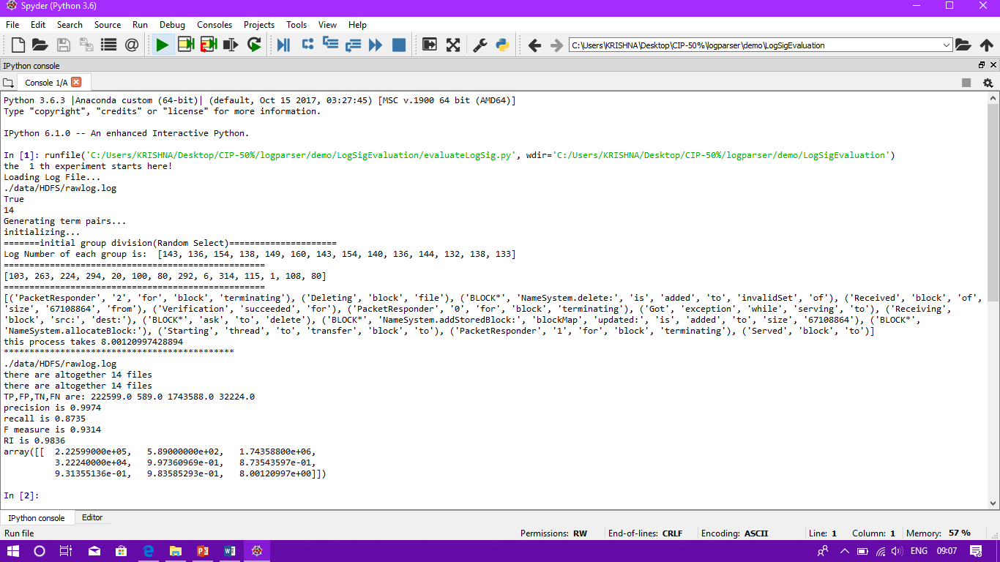 Spyder (Python 3.6)
File Edit Search Source Run Debug Consoles Projects Tools View Help
C:\Users\KRISHNA\Desktop\CIP-50%\logparser\demo\LogSigEvaluation
IPython console
Console 1/A
Python 3.6.3 |Anaconda custom (64-bit)| (default, Oct 15 2017, 03:27:45) [MSC v.1900 64 bit (AMD64)]
Type "copyright", "credits" or "license" for more information.
IPython 6.1.0 -- An enhanced Interactive Python.
In [1]: runfile('C:/Users/KRISHNA/Desktop/CIP-50%/logparser/demo/LogSigEvaluation/evaluateLogSig.py', wdir='C:/Users/KRISHNA/Desktop/CIP-50%/logparser/demo/LogSigEvaluation')
the  1 th experiment starts here!
Loading Log File...
./data/HDFS/rawlog.log
True
14
Generating term pairs...
initializing...
=======initial group division(Random Select)=====================
Log Number of each group is:  [143, 136, 154, 138, 149, 160, 143, 154, 140, 136, 144, 132, 138, 133]
===================================================
[103, 263, 224, 294, 20, 100, 80, 292, 6, 314, 115, 1, 108, 80]
===================================================
[('PacketResponder', '2', 'for', 'block', 'terminating'), ('Deleting', 'block', 'file'), ('BLOCK*', 'NameSystem.delete:', 'is', 'added', 'to', 'invalidSet', 'of'), ('Received', 'block', 'of',
'size', '67108864', 'from'), ('Verification', 'succeeded', 'for'), ('PacketResponder', '0', 'for', 'block', 'terminating'), ('Got', 'exception', 'while', 'serving', 'to'), ('Receiving',
'block', 'src:', 'dest:'), ('BLOCK*', 'ask', 'to', 'delete'), ('BLOCK*', 'NameSystem.addStoredBlock:', 'blockMap', 'updated:', 'is', 'added', 'to', 'size', '67108864'), ('BLOCK*',
'NameSystem.allocateBlock:'), ('Starting', 'thread', 'to', 'transfer', 'block', 'to'), ('PacketResponder', '1', 'for', 'block', 'terminating'), ('Served', 'block', 'to')]
this process takes 8.00120997428894
*********************************************
./data/HDFS/rawlog.log
there are altogether 14 files
there are altogether 14 files
TP,FP,TN,FN are: 222599.0 589.0 1743588.0 32224.0
precision is 0.9974
recall is 0.8735
F measure is 0.9314
RI is 0.9836
array([[  2.22599000e+05,   5.89000000e+02,   1.74358800e+06,
3.22240000e+04,   9.97360969e-01,   8.73543597e-01,
9.31355136e-01,   9.83585293e-01,   8.00120997e+00]])
In [2]:
IPython console Editor
Run file Permissions: RW End-of-lines: CRLF Encoding: ASCII Line: 1 Column: 1 Memory: 57 %
ENG 09:07